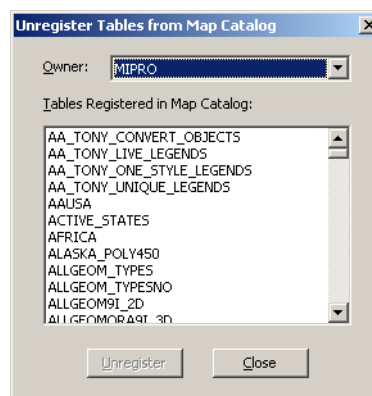 Unregister Tables from Map Catalog
Owner: MIPRO
Tables Registered in Map Catalog:
AA_TONY_CONVERT_OBJECTS
AA_TONY_LIVE_LEGENDS
AA_TONY_ONE_STYLE_LEGENDS
AA_TONY_UNIQUE_LEGENDS
AAUSA
ACTIVE_STATES
AFRICA
ALASKA_POLY450
ALLGEOM_TYPES
ALLGEOM_TYPESNO
ALLGEOM9I_2D
ALLGEOMORA9I_3D
Unregister Close